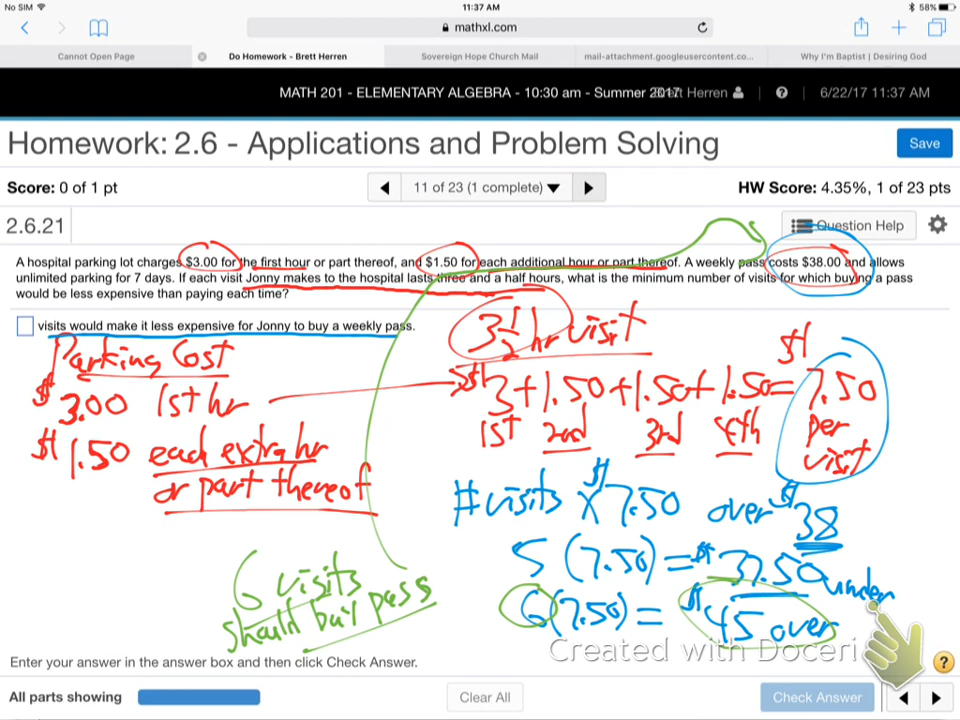 No SIM 11:37 AM 58%
mathxl.com
Cannot Open Page Do Homework - Brett Herren Sovereign Hope Church Mail mail-attachment.googleusercontent.co... Why I'm Baptist | Desiring God
MATH 201 - ELEMENTARY ALGEBRA - 10:30 am - Summer 2017 Brett Herren 6/22/17 11:37 AM
Homework: 2.6 - Applications and Problem Solving Save
Score: 0 of 1 pt 11 of 23 (1 complete) HW Score: 4.35%, 1 of 23 pts
2.6.21 Question Help
A hospital parking lot charges $3.00 for the first hour or part thereof, and $1.50 for each additional hour or part thereof. A weekly pass costs $38.00 and allows
unlimited parking for 7 days. If each visit Jonny makes to the hospital lasts three and a half hours, what is the minimum number of visits for which buying a pass
would be less expensive than paying each time?
visits would make it less expensive for Jonny to buy a weekly pass.
Parking Cost
$3.00 1st hr
$1.50 each extra hr
or part thereof
3 1/2 hr visit
$3+1.50+1.50+1.50=$7.50
1st 2nd 3rd 4th per
visit
# visits x $7.50 over $38
5 (7.50) = $37.50 under
6 (7.50) = $45 over
6 visits
should buy pass
Created with Doceri
Enter your answer in the answer box and then click Check Answer. ?
All parts showing Clear All Check Answer